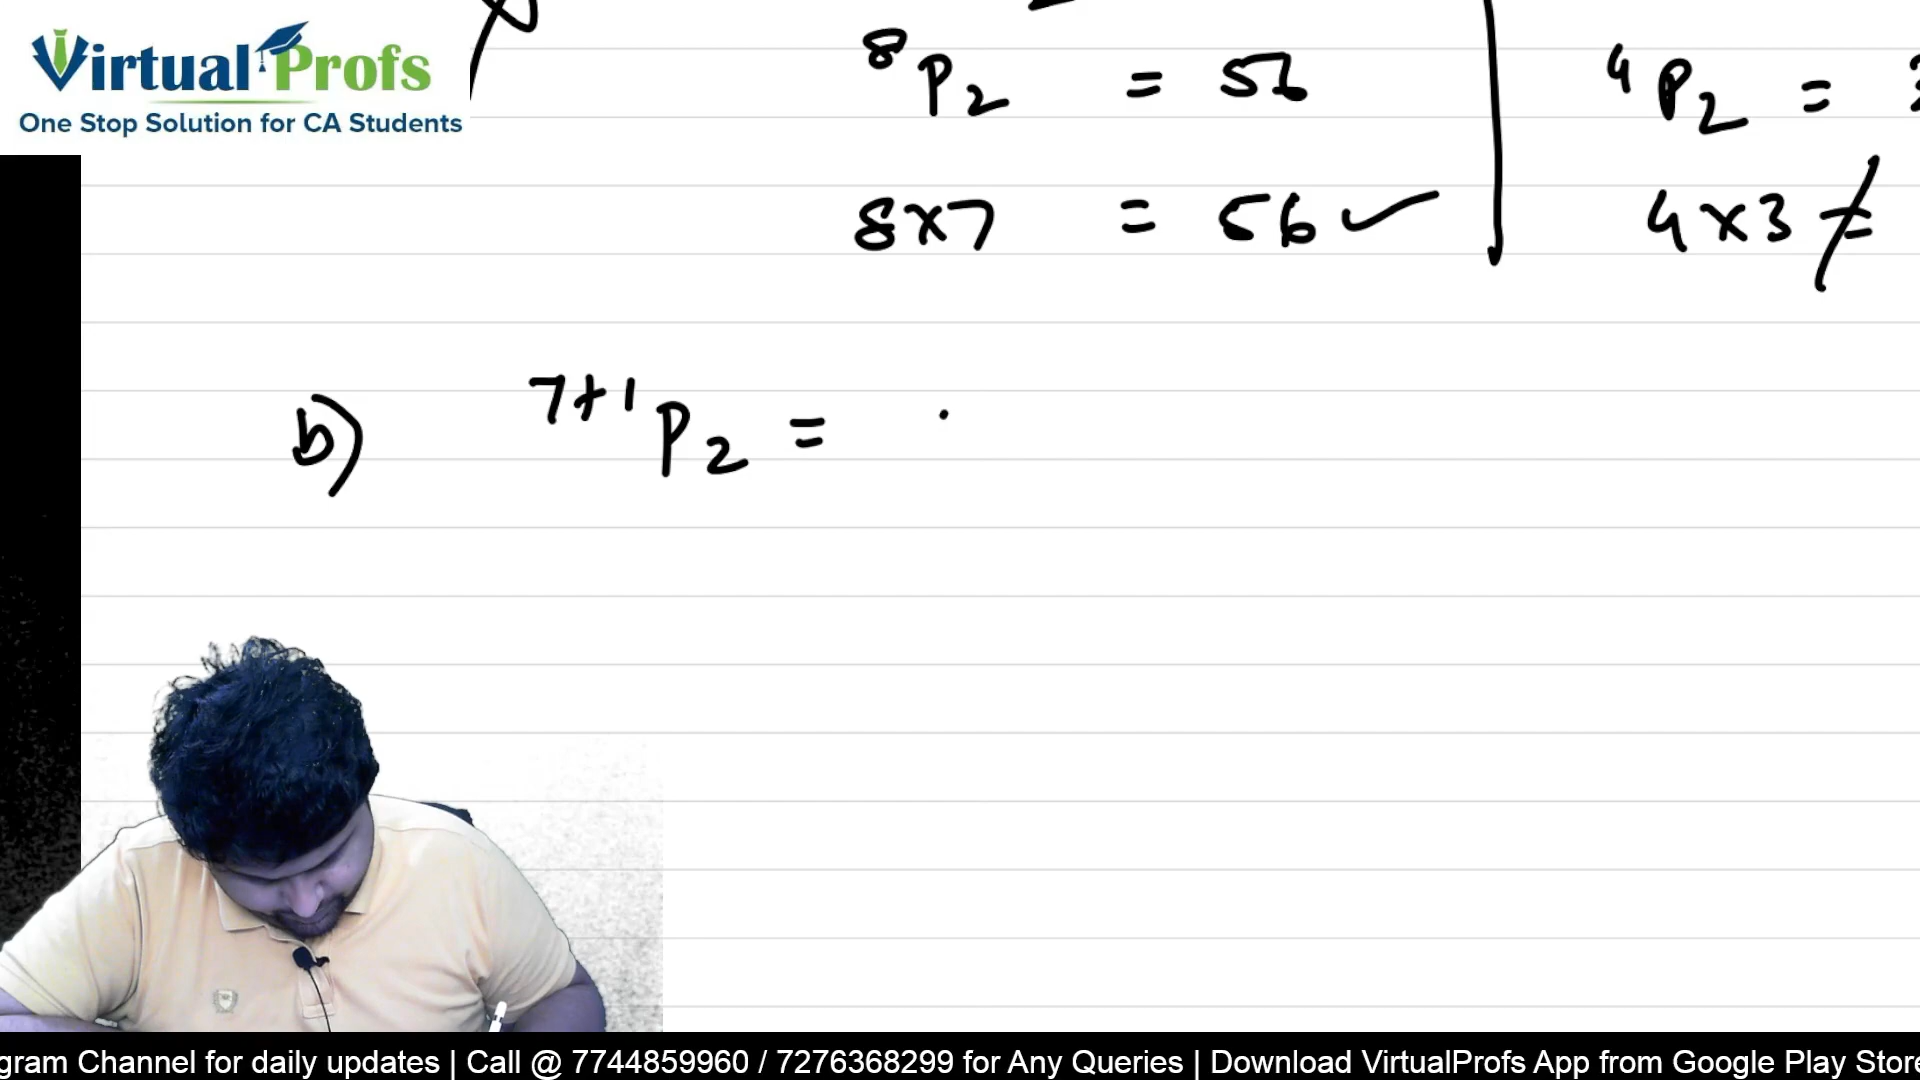 VirtualProfs
One Stop Solution for CA Students
⁸P₂ = 56
8×7 = 56 ✓
⁴P₂ =
4×3 ≠
b) ⁷⁺¹P₂ =
gram Channel for daily updates | Call @ 7744859960 / 7276368299 for Any Queries | Download VirtualProfs App from Google Play Store